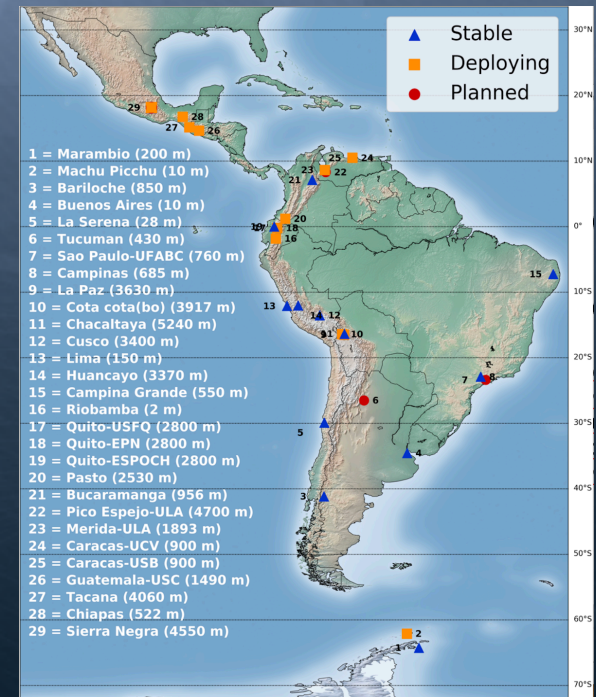 Stable
Deploying
Planned
30°N
20°N
10°N
0°
10°S
20°S
30°S
40°S
50°S
60°S
70°S
1 = Marambio (200 m)
2 = Machu Picchu (10 m)
3 = Bariloche (850 m)
4 = Buenos Aires (10 m)
5 = La Serena (28 m)
6 = Tucuman (430 m)
7 = Sao Paulo-UFABC (760 m)
8 = Campinas (685 m)
9 = La Paz (3630 m)
10 = Cota cota(bo) (3917 m)
11 = Chacaltaya (5240 m)
12 = Cusco (3400 m)
13 = Lima (150 m)
14 = Huancayo (3370 m)
15 = Campina Grande (550 m)
16 = Riobamba (2 m)
17 = Quito-USFQ (2800 m)
18 = Quito-EPN (2800 m)
19 = Quito-ESPOCH (2800 m)
20 = Pasto (2530 m)
21 = Bucaramanga (956 m)
22 = Pico Espejo-ULA (4700 m)
23 = Merida-ULA (1893 m)
24 = Caracas-UCV (900 m)
25 = Caracas-USB (900 m)
26 = Guatemala-USC (1490 m)
27 = Tacana (4060 m)
28 = Chiapas (522 m)
29 = Sierra Negra (4550 m)
29
28
27
26
25
24
23
22
21
20
18
16
15
13
12
10
7
8
6
5
4
3
2
1